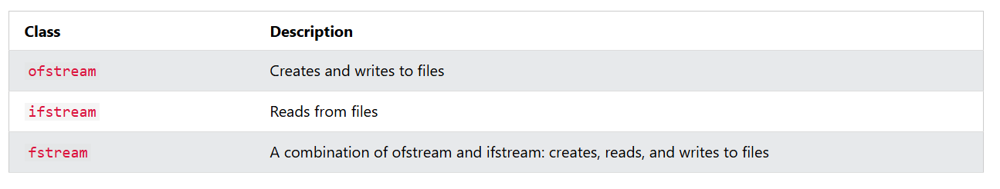 Class Description
ofstream Creates and writes to files
ifstream Reads from files
fstream A combination of ofstream and ifstream: creates, reads, and writes to files